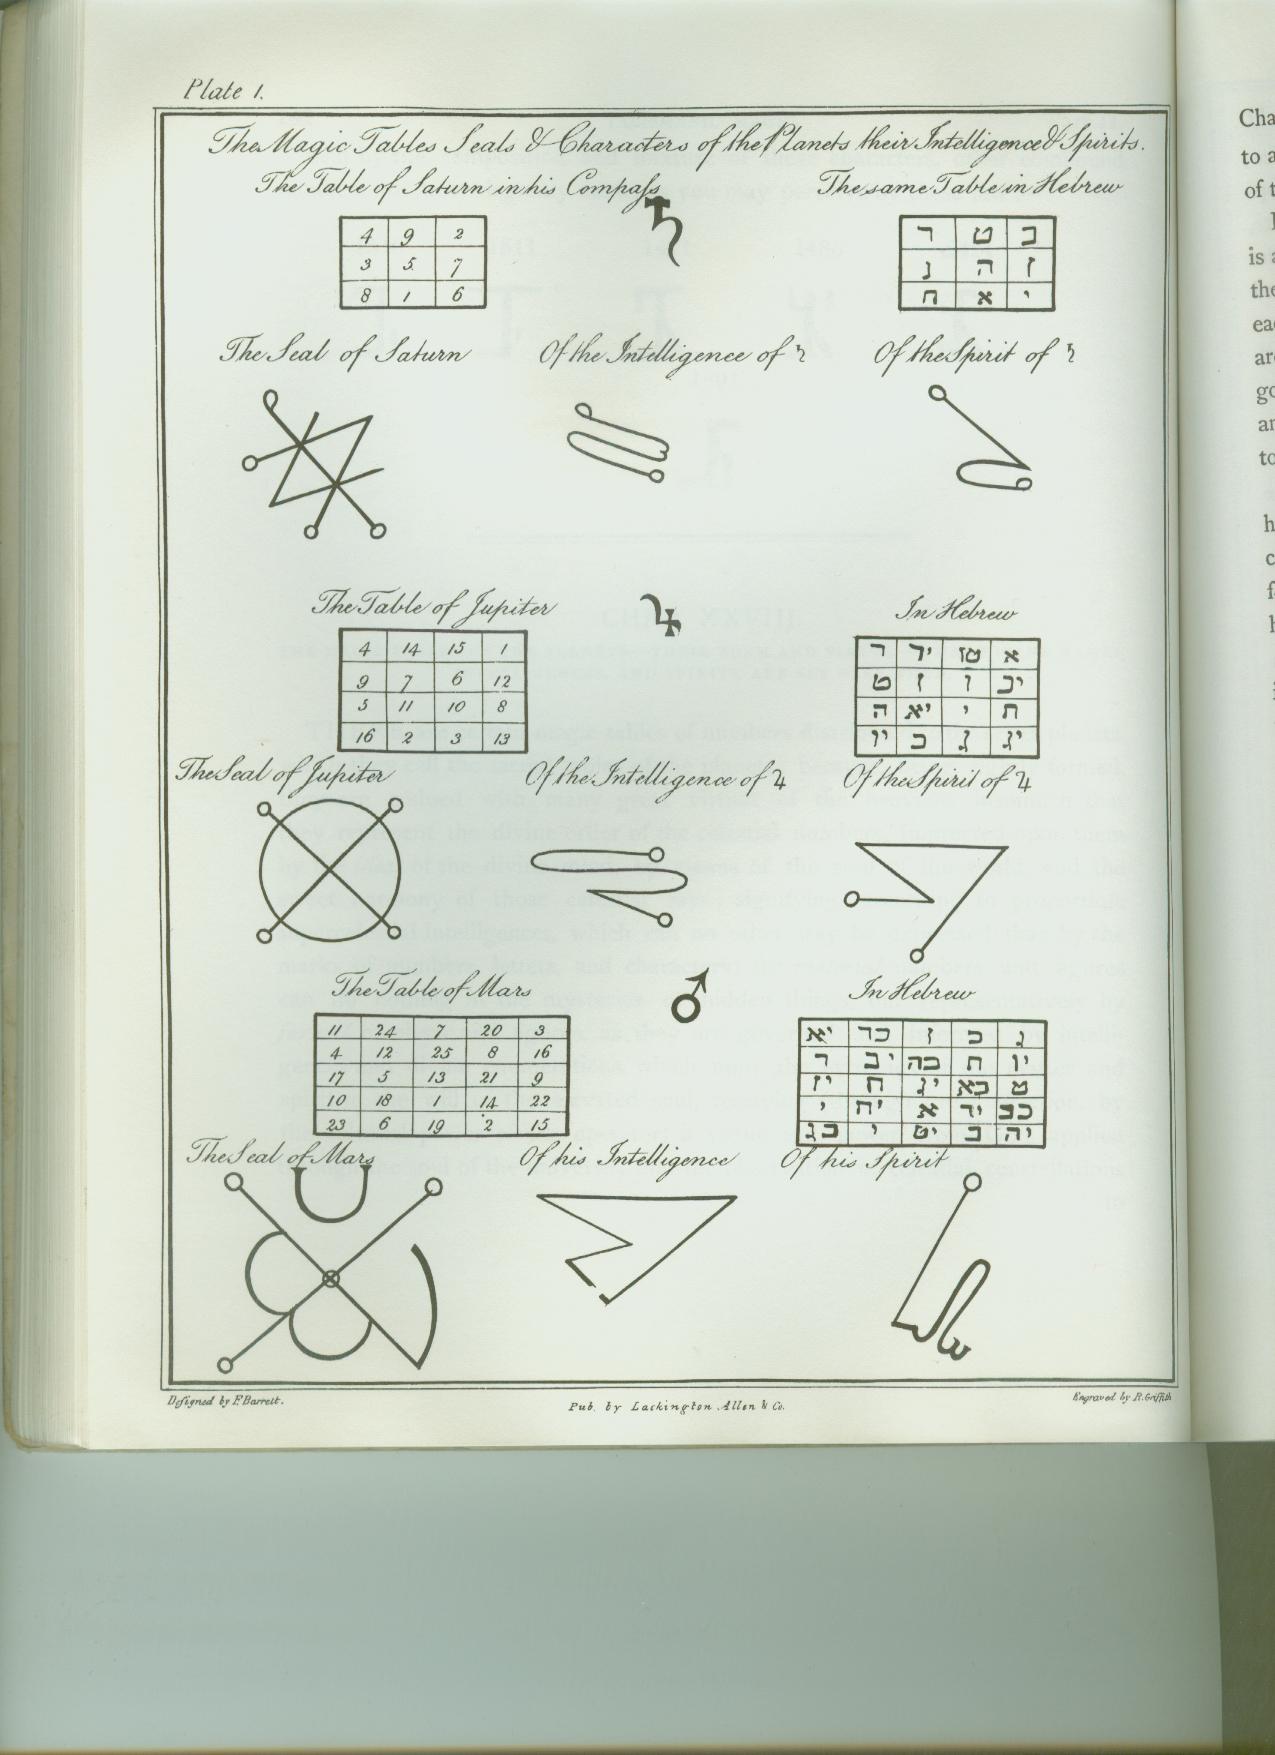 Plate 1.
The Magic Tables Seals & Characters of the Planets their Intelligence & Spirits.
The Table of Saturn in his Compass
The same Table in Hebrew
♄
4 9 2
3 5 7
8 1 6
ד ט כ
נ ה ז
ח א י
The Seal of Saturn
Of the Intelligence of ♄
Of the Spirit of ♄
The Table of Jupiter
♃
In Hebrew
4 14 15 1
9 7 6 12
5 11 10 8
16 2 3 13
ד יד טז א
ט ז ו יב
ה יא י ח
יו כ נ יג
The Seal of Jupiter
Of the Intelligence of ♃
Of the Spirit of ♃
The Table of Mars
♂
In Hebrew
11 24 7 20 3
4 12 25 8 16
17 5 13 21 9
10 18 1 14 22
23 6 19 2 15
יא כד ז כ ג
ד יב כה ח יו
יז ח יג כא ט
י יח א יד כב
כג י יט כ יה
The Seal of Mars
Of his Intelligence
Of his Spirit
Designed by F. Barrett.
Pub. by Lackington Allen & Co.
Engraved by R. Griffith
Cha
to a
of t
is a
the
ea
ar
go
ar
to
h
c
f